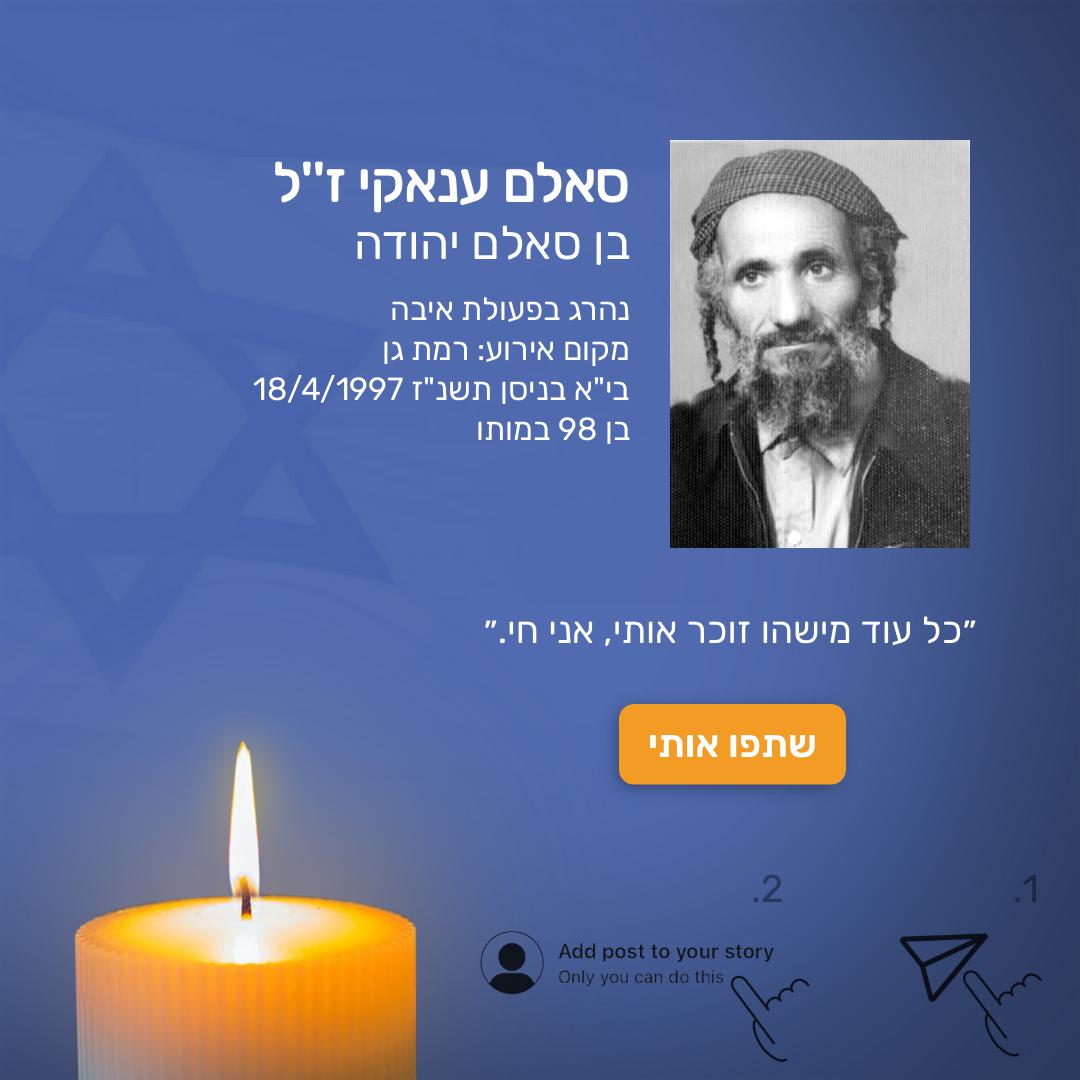 סאלם ענאקי ז''ל
בן סאלם יהודה
נהרג בפעולת איבה
מקום אירוע: רמת גן
בי"א בניסן תשנ"ז 18/4/1997
בן 98 במותו
״כל עוד מישהו זוכר אותי, אני חי.״
שתפו אותי
1.
2.
Add post to your story
Only you can do this